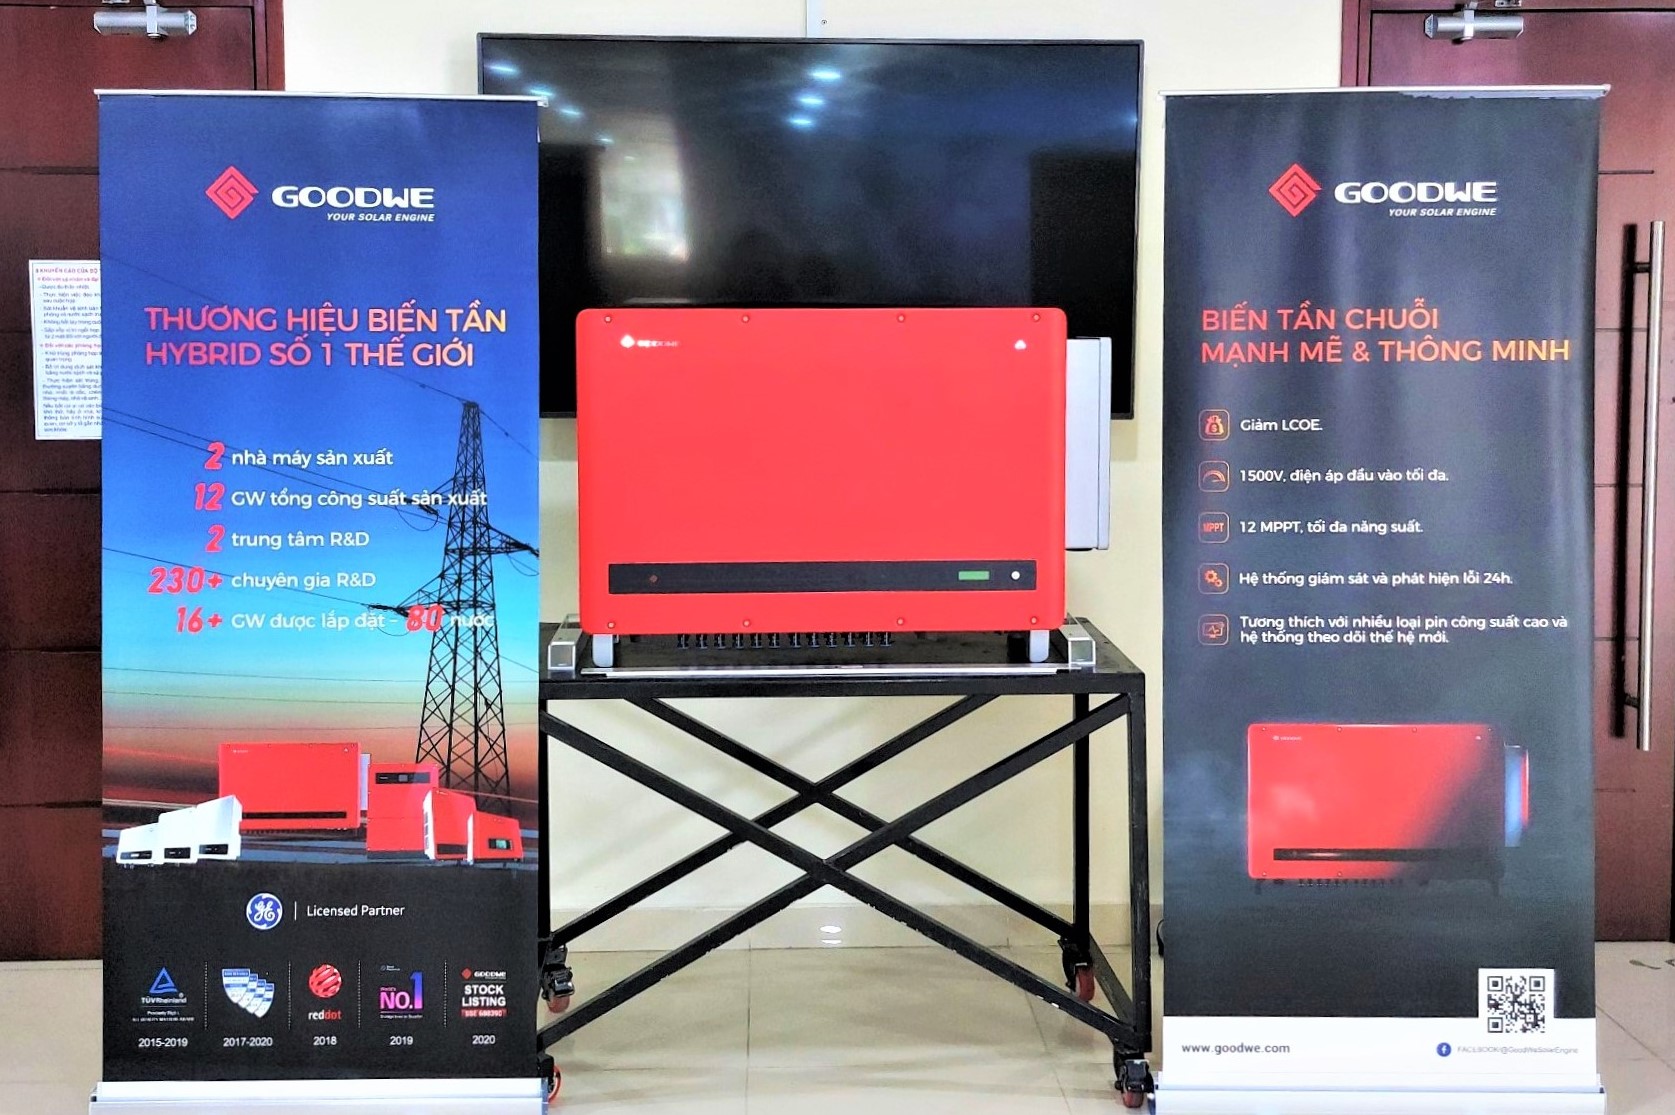 GOODWE
YOUR SOLAR ENGINE
THƯƠNG HIỆU BIẾN TẦN
HYBRID SỐ 1 THẾ GIỚI
2 nhà máy sản xuất
12 GW tổng công suất sản xuất
2 trung tâm R&D
230+ chuyên gia R&D
16+ GW được lắp đặt – 80 nước
Licensed Partner
TÜVRheinland
2015-2019
2017-2020
reddot
2018
NO.1
2019
GOODWE
STOCK
LISTING
SSE 688390
2020
GOODWE
YOUR SOLAR ENGINE
BIẾN TẦN CHUỖI
MẠNH MẼ & THÔNG MINH
Giảm LCOE.
1500V, điện áp đầu vào tối đa.
MPPT
12 MPPT, tối đa năng suất.
Hệ thống giám sát và phát hiện lỗi 24h.
Tương thích với nhiều loại pin công suất cao và
hệ thống theo dõi thế hệ mới.
www.goodwe.com
FACEBOOK@GoodWeSolarEngine